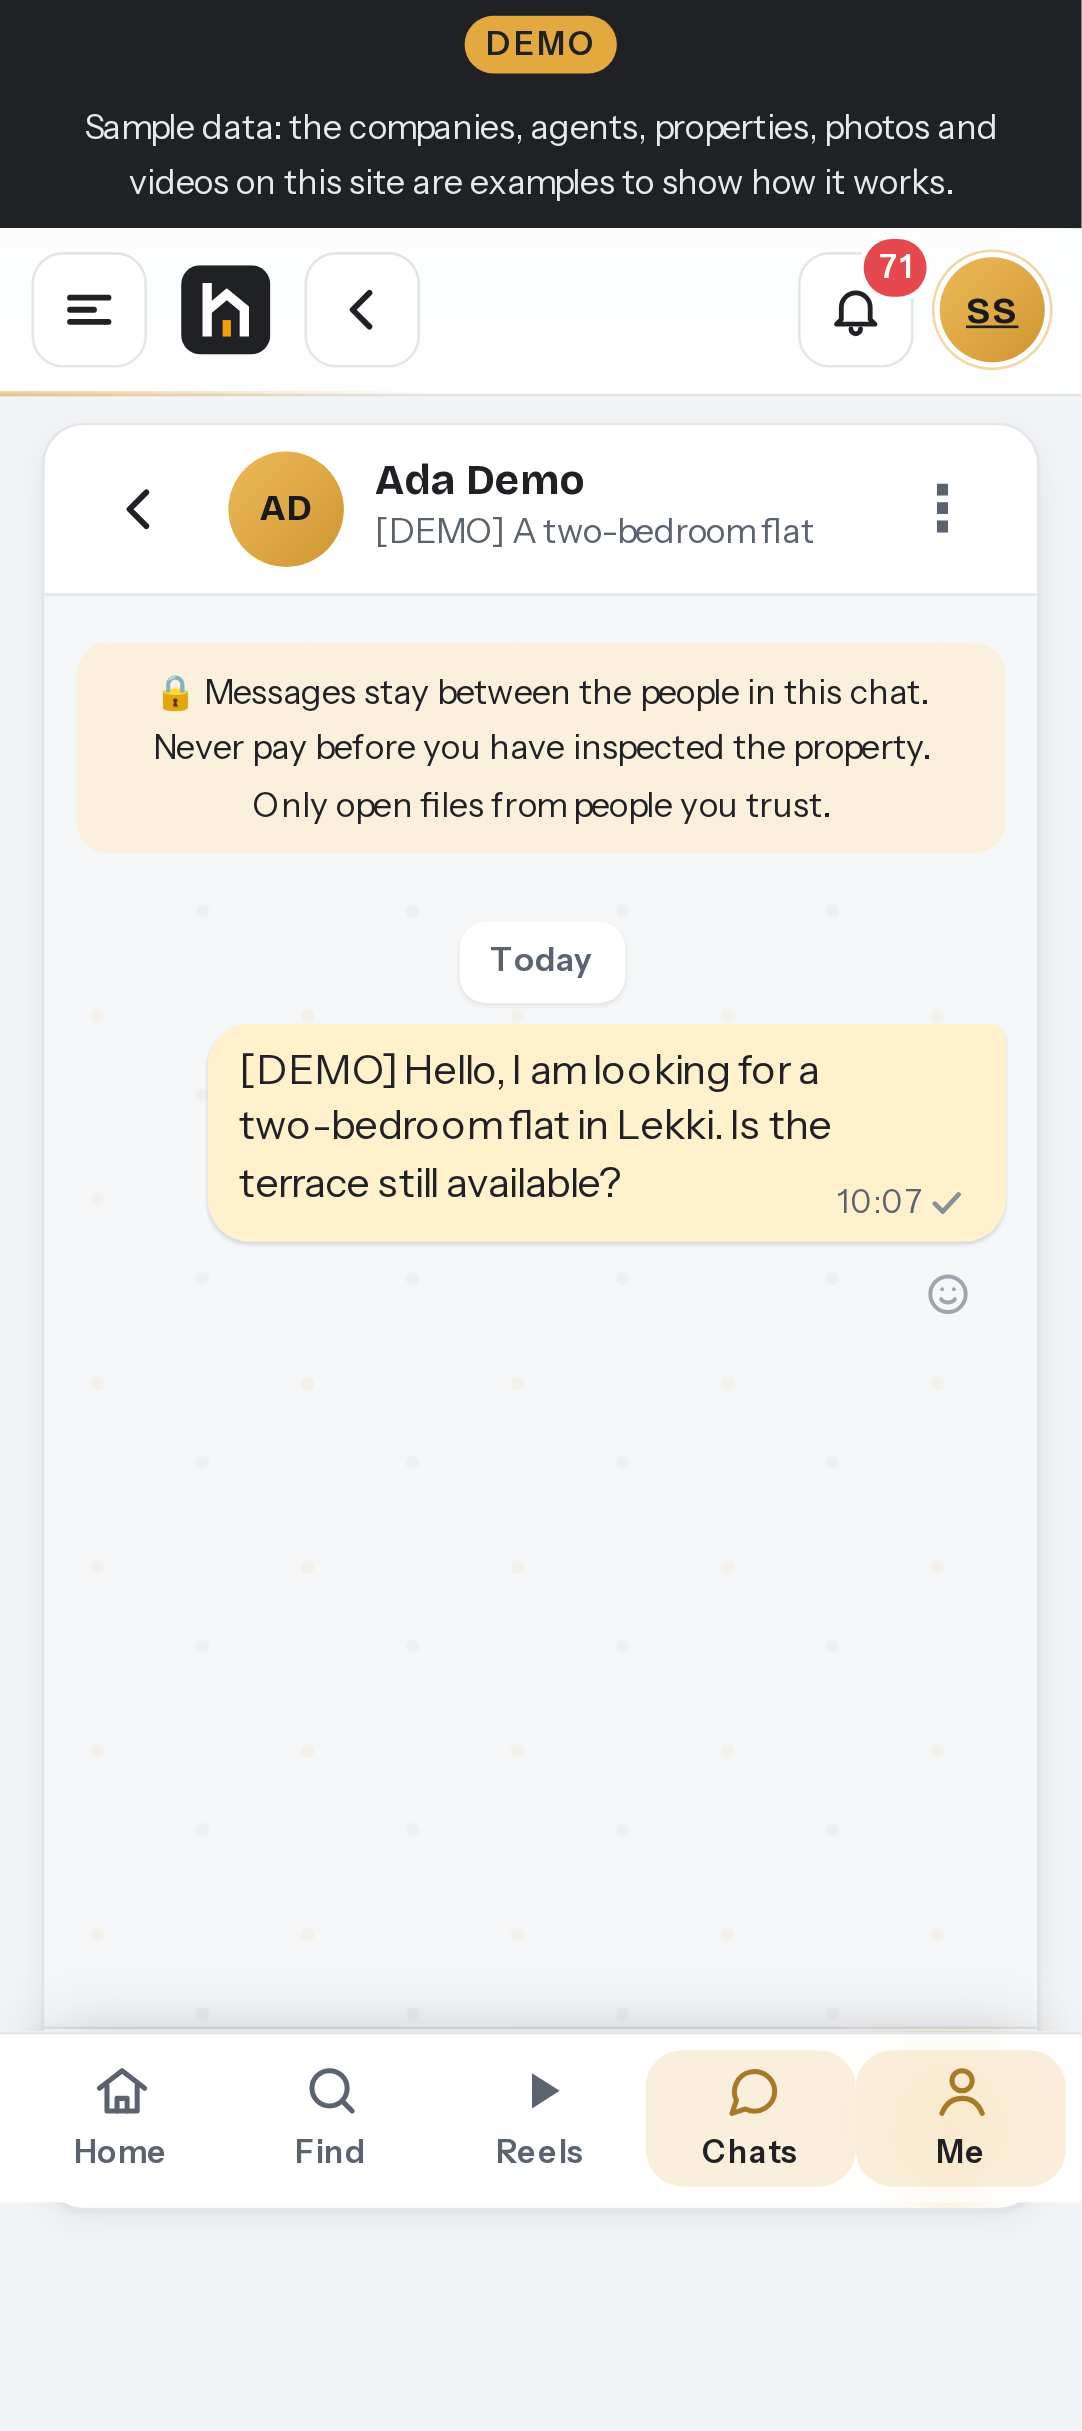 DEMO
Sample data: the companies, agents, properties, photos and
videos on this site are examples to show how it works.
h
71
SS
AD
Ada Demo
[DEMO] A two-bedroom flat
🔒 Messages stay between the people in this chat.
Never pay before you have inspected the property.
Only open files from people you trust.
Today
[DEMO] Hello, I am looking for a
two-bedroom flat in Lekki. Is the
terrace still available?
10:07
Home
Find
Reels
Chats
Me